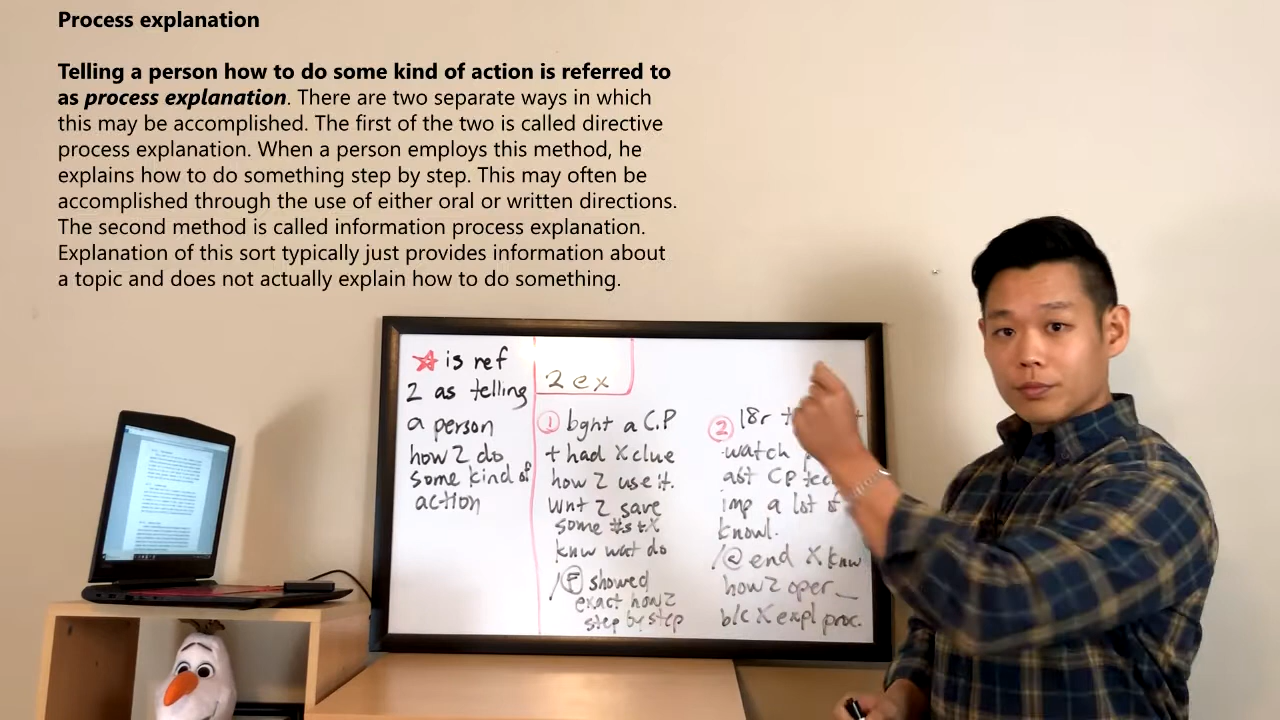 Process explanation
Telling a person how to do some kind of action is referred to
as process explanation. There are two separate ways in which
this may be accomplished. The first of the two is called directive
process explanation. When a person employs this method, he
explains how to do something step by step. This may often be
accomplished through the use of either oral or written directions.
The second method is called information process explanation.
Explanation of this sort typically just provides information about
a topic and does not actually explain how to do something.
is ref
2 as telling
a person
how 2 do
some kind of
action
2 ex
① bght a C.P
+ had X clue
how 2 use it.
wnt 2 save
some #s + X
knw wat do
/Ⓕ showed
exact how 2
step by step
② 18r
watch
ast CP tec
imp a lot of
knowl.
/@ end X knw
how 2 oper_
b/c X expl proc.